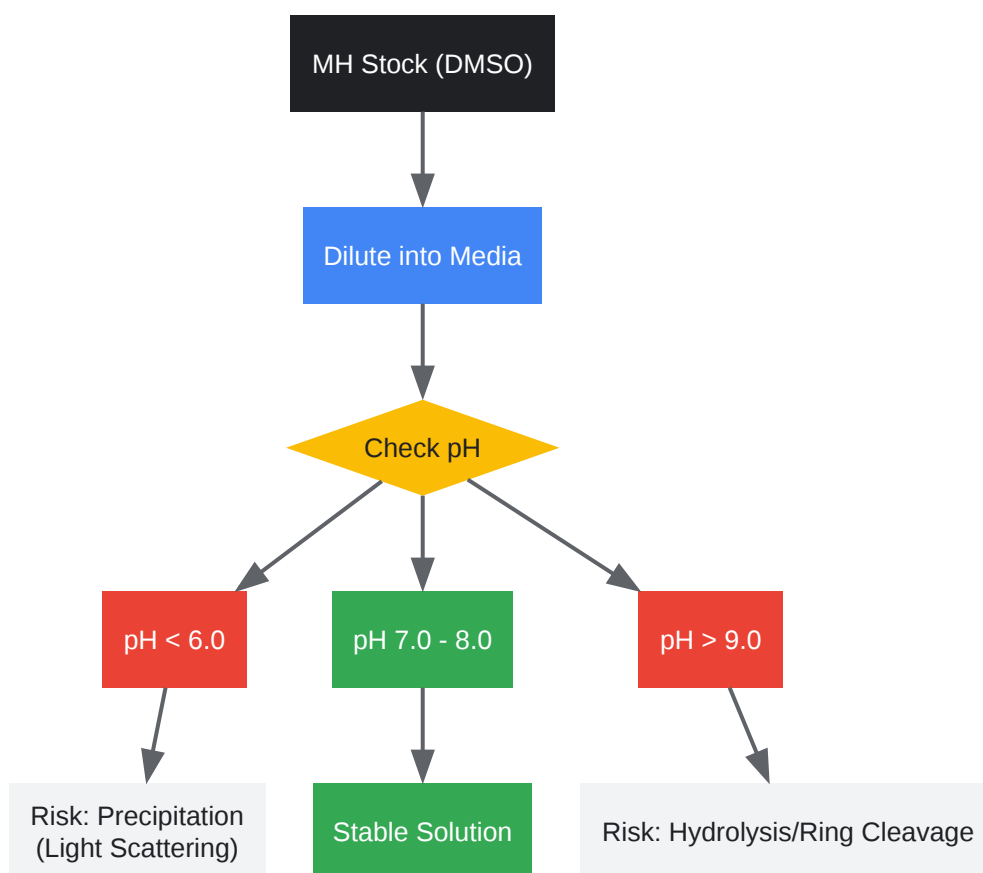 MH Stock (DMSO)
Dilute into Media
Check pH
pH < 6.0
pH 7.0 - 8.0
pH > 9.0
Risk: Precipitation
(Light Scattering)
Stable Solution
Risk: Hydrolysis/Ring Cleavage